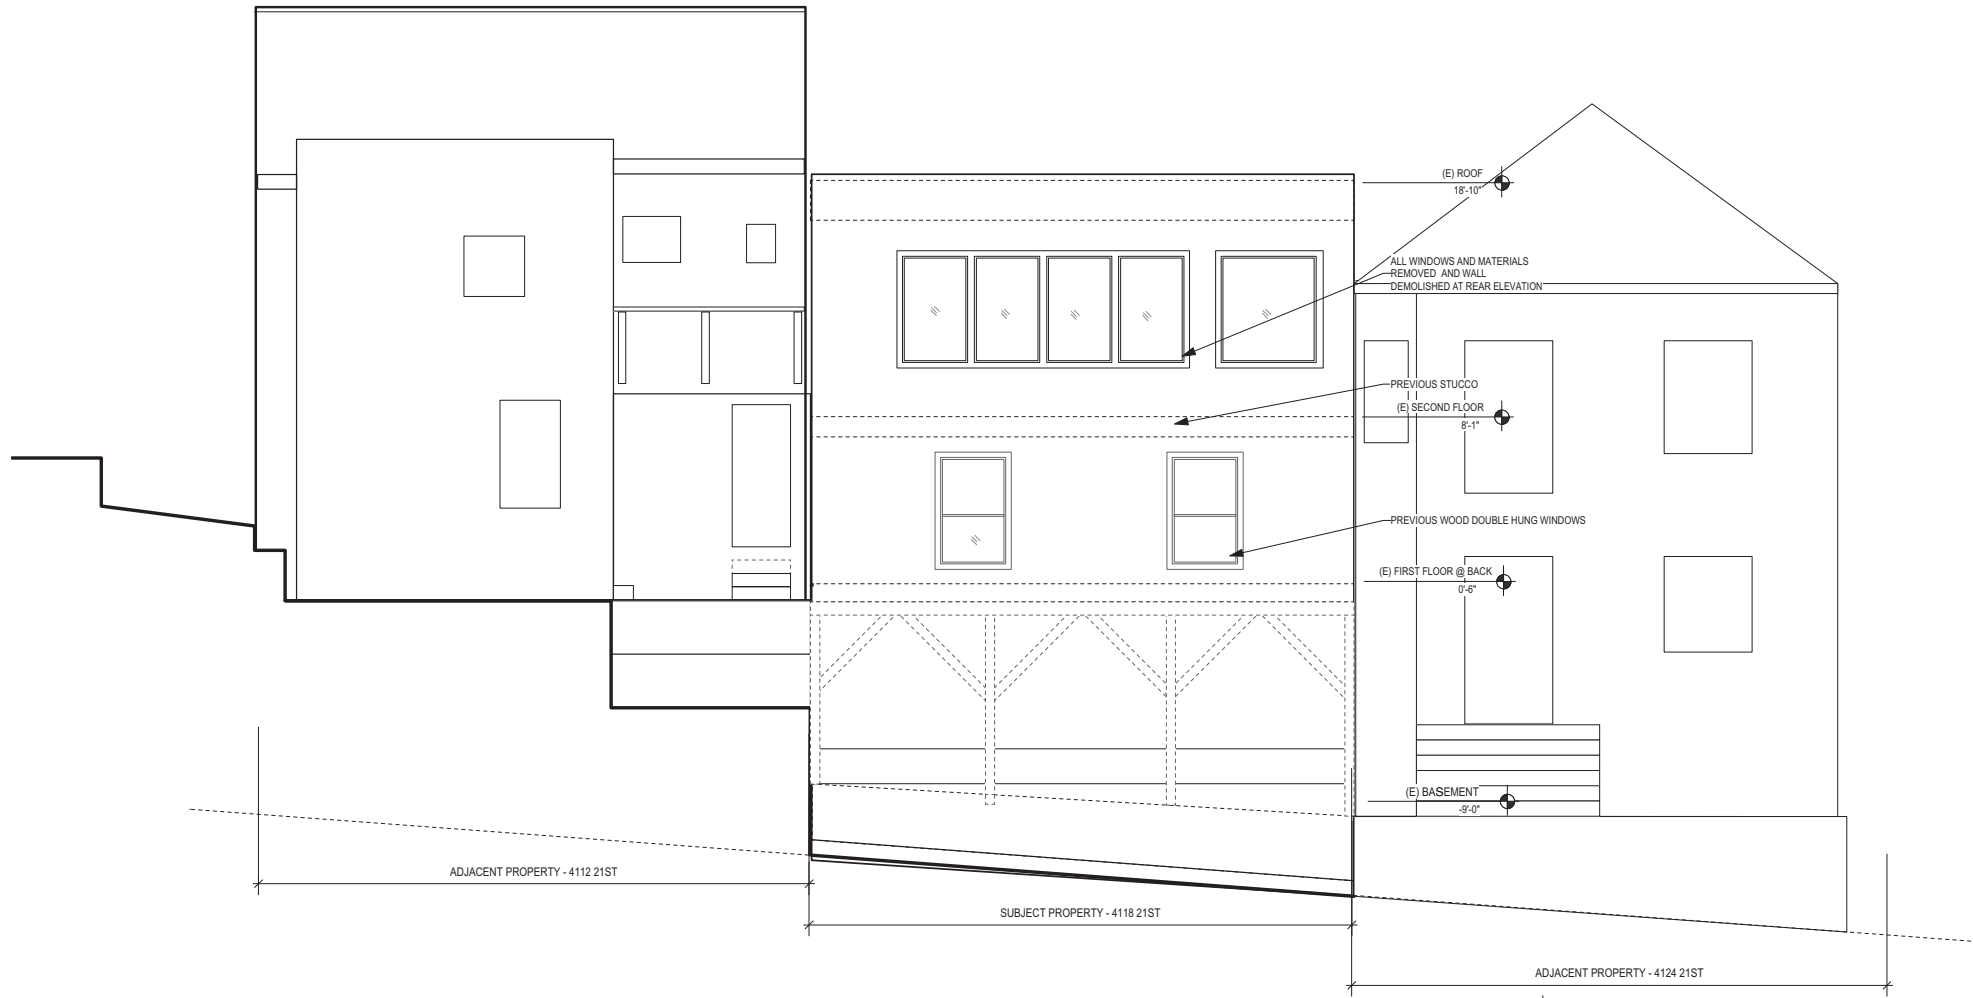 (E) ROOF
18'-10"
ALL WINDOWS AND MATERIALS
REMOVED AND WALL
DEMOLISHED AT REAR ELEVATION
PREVIOUS STUCCO
(E) SECOND FLOOR
8'-1"
PREVIOUS WOOD DOUBLE HUNG WINDOWS
(E) FIRST FLOOR @ BACK
0'-6"
(E) BASEMENT
-9'-0"
ADJACENT PROPERTY - 4112 21ST
SUBJECT PROPERTY - 4118 21ST
ADJACENT PROPERTY - 4124 21ST